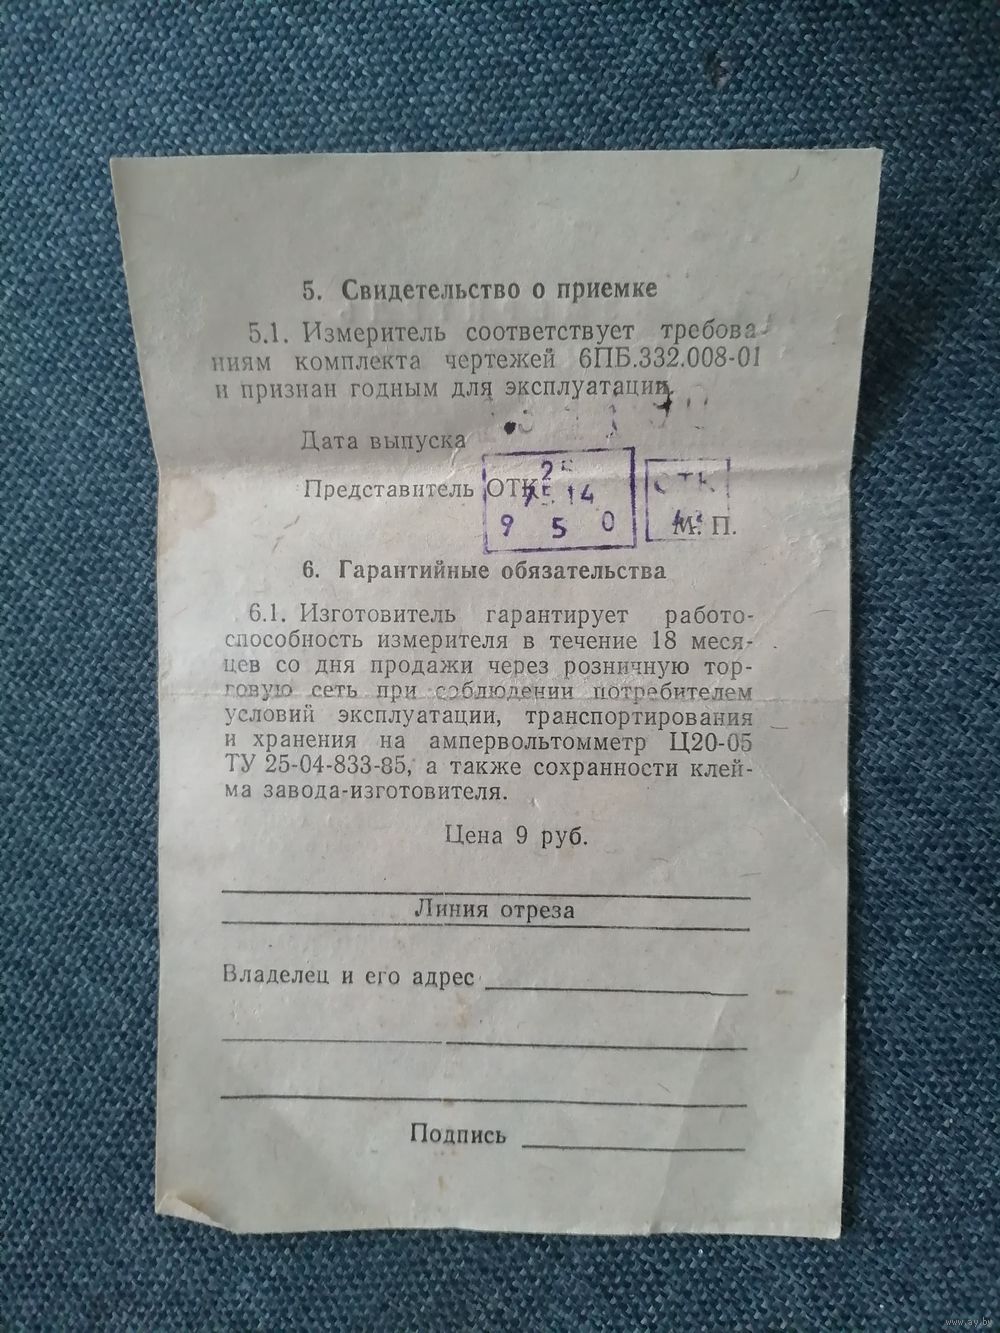 5. Свидетельство о приемке
5.1. Измеритель соответствует требова-
ниям комплекта чертежей 6ПБ.332.008-01
и признан годным для эксплуатации.
Дата выпуска
Представитель ОТК
14
9 5 0
ОТК
М. П.
6. Гарантийные обязательства
6.1. Изготовитель гарантирует работо-
способность измерителя в течение 18 меся-
цев со дня продажи через розничную тор-
говую сеть при соблюдении потребителем
условий эксплуатации, транспортирования
и хранения на ампервольтомметр Ц20-05
ТУ 25-04-833-85, а также сохранности клей-
ма завода-изготовителя.
Цена 9 руб.
Линия отреза
Владелец и его адрес
Подпись
www.ay.by